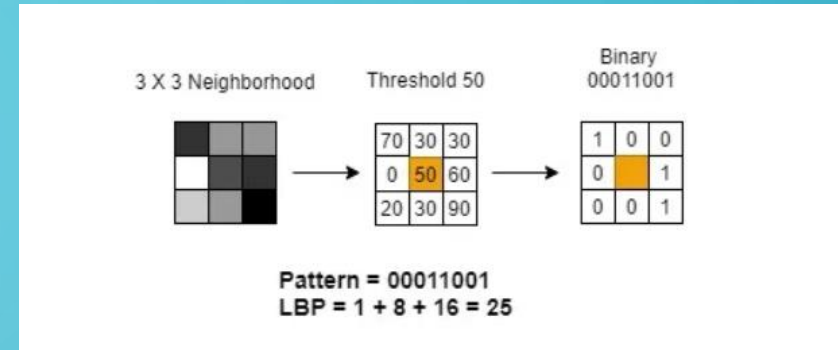 3 X 3 Neighborhood
Threshold 50
Binary
00011001
70 30 30
0 50 60
20 30 90
1 0 0
0 1
0 0 1
Pattern = 00011001
LBP = 1 + 8 + 16 = 25